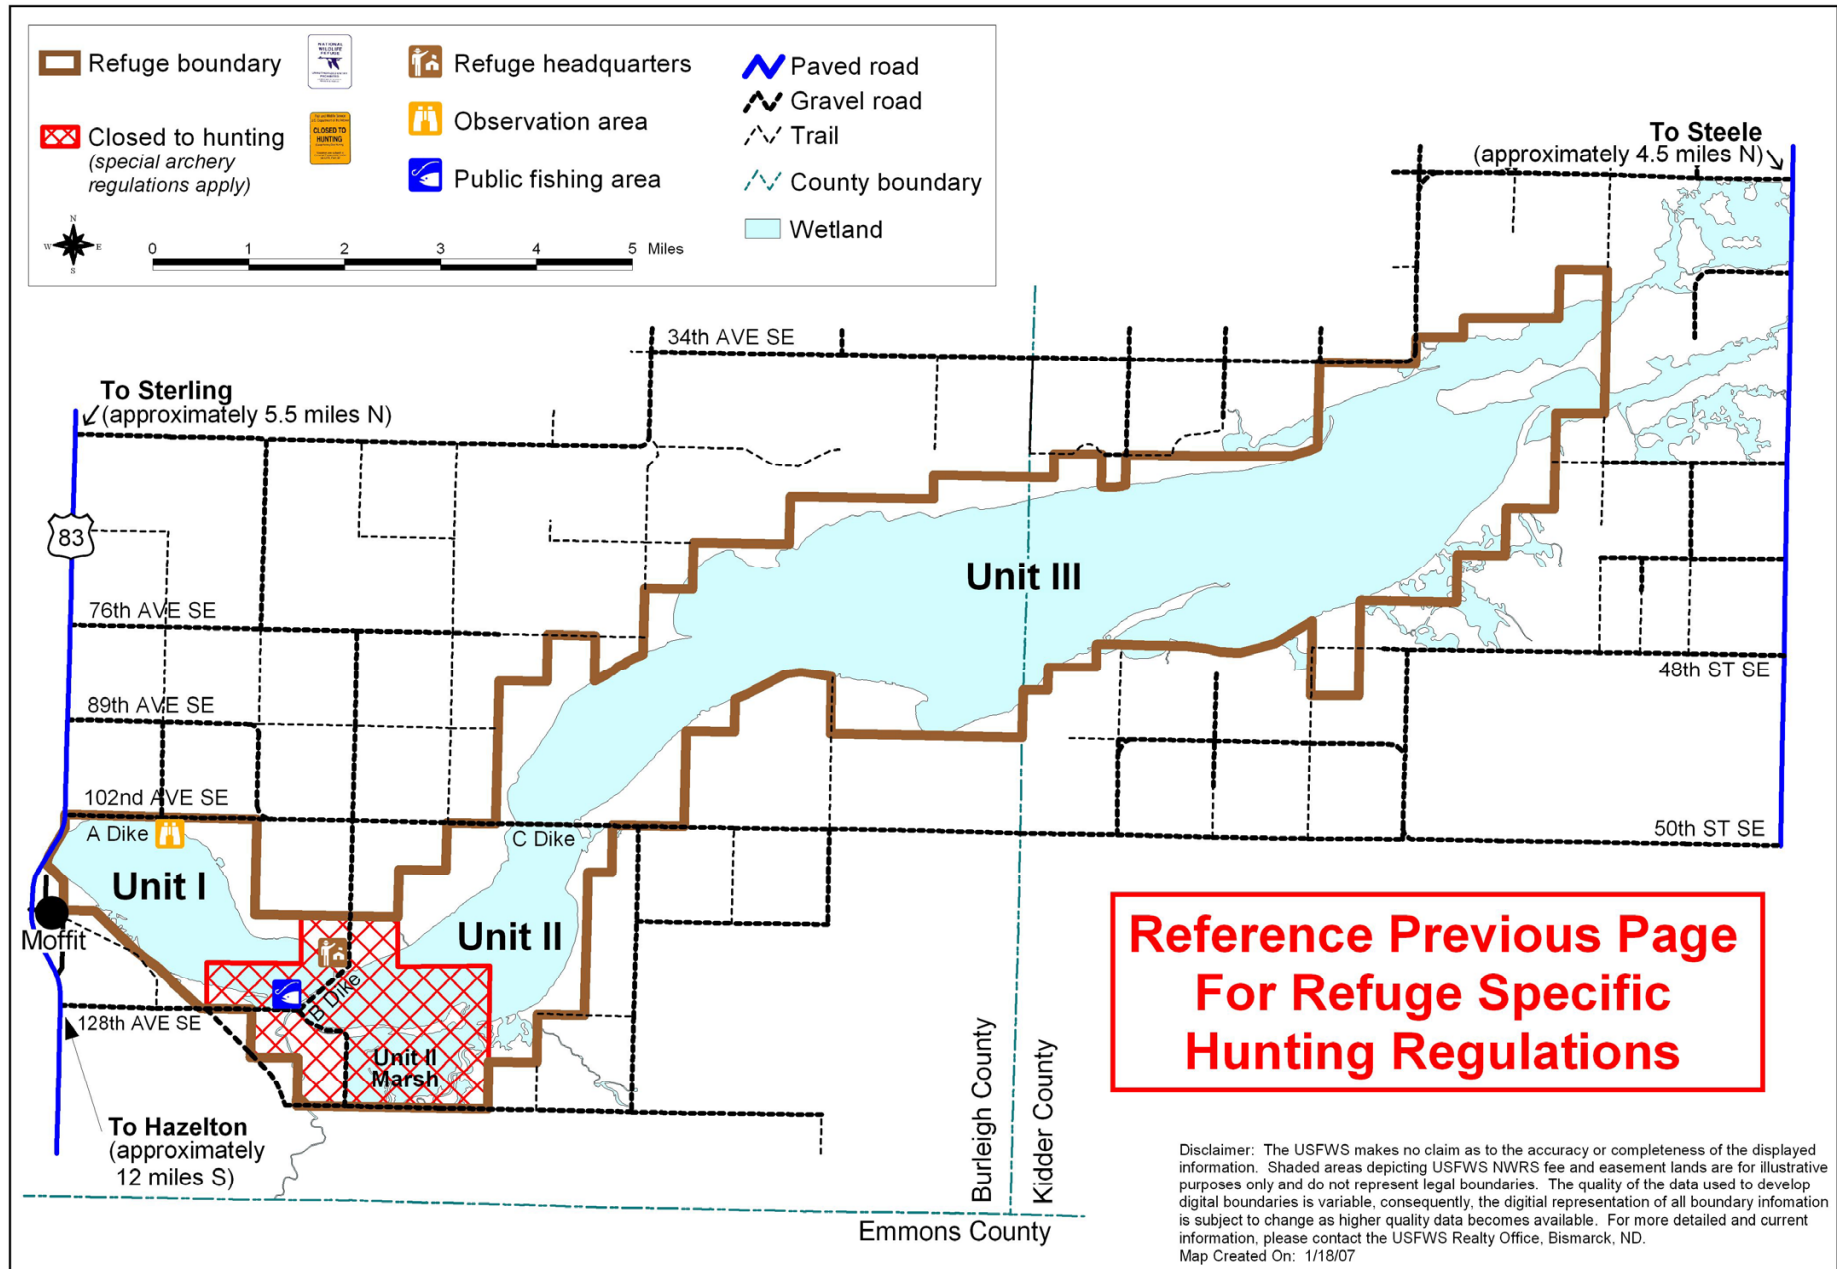 Refuge boundary
NATIONAL
WILDLIFE
REFUGE
Refuge headquarters
Paved road
Gravel road
Closed to hunting
(special archery
regulations apply)
CLOSED TO
HUNTING
Observation area
Trail
Public fishing area
County boundary
Wetland
N
W E
S
0 1 2 3 4 5 Miles
To Steele
(approximately 4.5 miles N)
34th AVE SE
To Sterling
(approximately 5.5 miles N)
83
Unit III
76th AVE SE
48th ST SE
89th AVE SE
102nd AVE SE
A Dike
C Dike
50th ST SE
Unit I
Unit II
Moffit
B Dike
128th AVE SE
Unit II
Marsh
To Hazelton
(approximately
12 miles S)
Burleigh County
Kidder County
Emmons County
Reference Previous Page
For Refuge Specific
Hunting Regulations
Disclaimer: The USFWS makes no claim as to the accuracy or completeness of the displayed
information. Shaded areas depicting USFWS NWRS fee and easement lands are for illustrative
purposes only and do not represent legal boundaries. The quality of the data used to develop
digital boundaries is variable, consequently, the digitial representation of all boundary infomation
is subject to change as higher quality data becomes available. For more detailed and current
information, please contact the USFWS Realty Office, Bismarck, ND.
Map Created On: 1/18/07